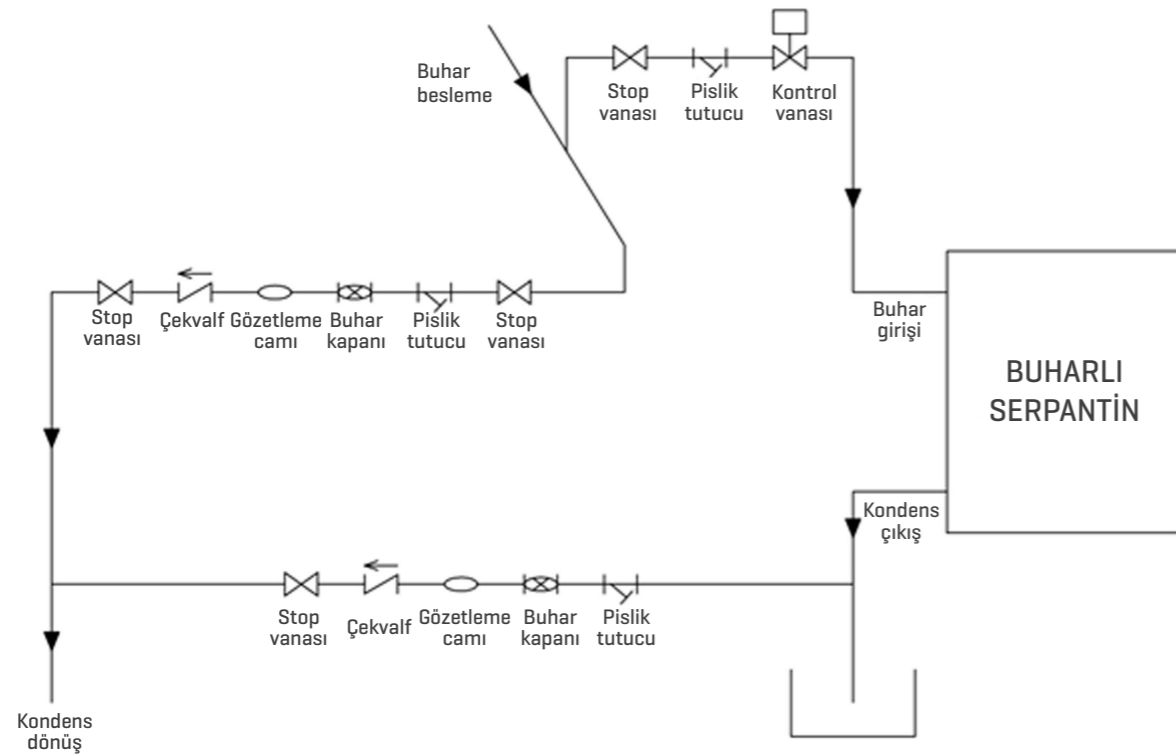 Buhar
besleme
Stop
vanası
Pislik
tutucu
Kontrol
vanası
Stop
vanası
Çekvalf
Gözetleme
camı
Buhar
kapanı
Pislik
tutucu
Stop
vanası
Buhar
girişi
BUHARLI
SERPANTİN
Kondens
çıkış
Stop
vanası
Çekvalf
Gözetleme
camı
Buhar
kapanı
Pislik
tutucu
Kondens
dönüş